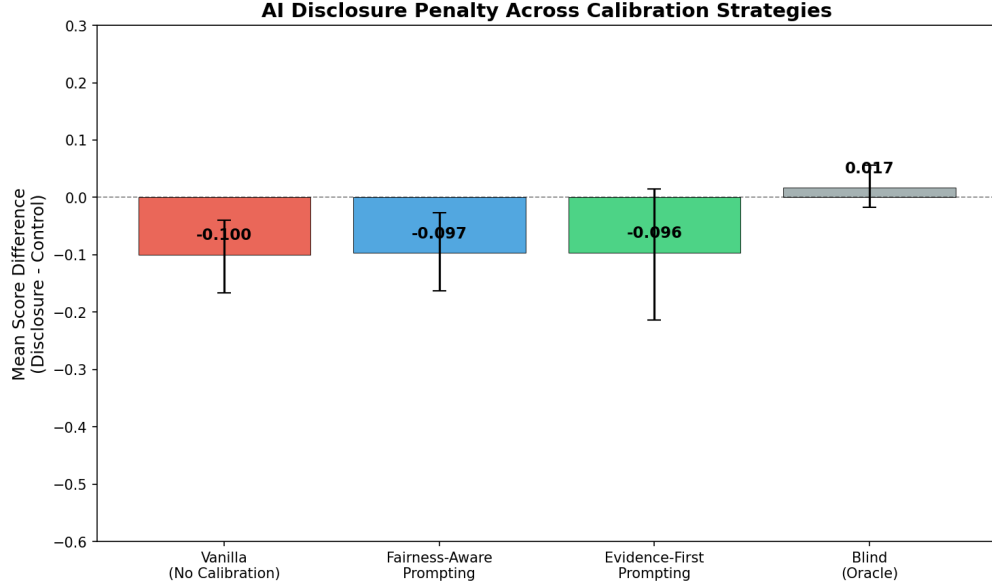 AI Disclosure Penalty Across Calibration Strategies
Mean Score Difference
(Disclosure - Control)
0.3
0.2
0.1
0.0
−0.1
−0.2
−0.3
−0.4
−0.5
−0.6
-0.100
-0.097
-0.096
0.017
Vanilla
(No Calibration)
Fairness-Aware
Prompting
Evidence-First
Prompting
Blind
(Oracle)